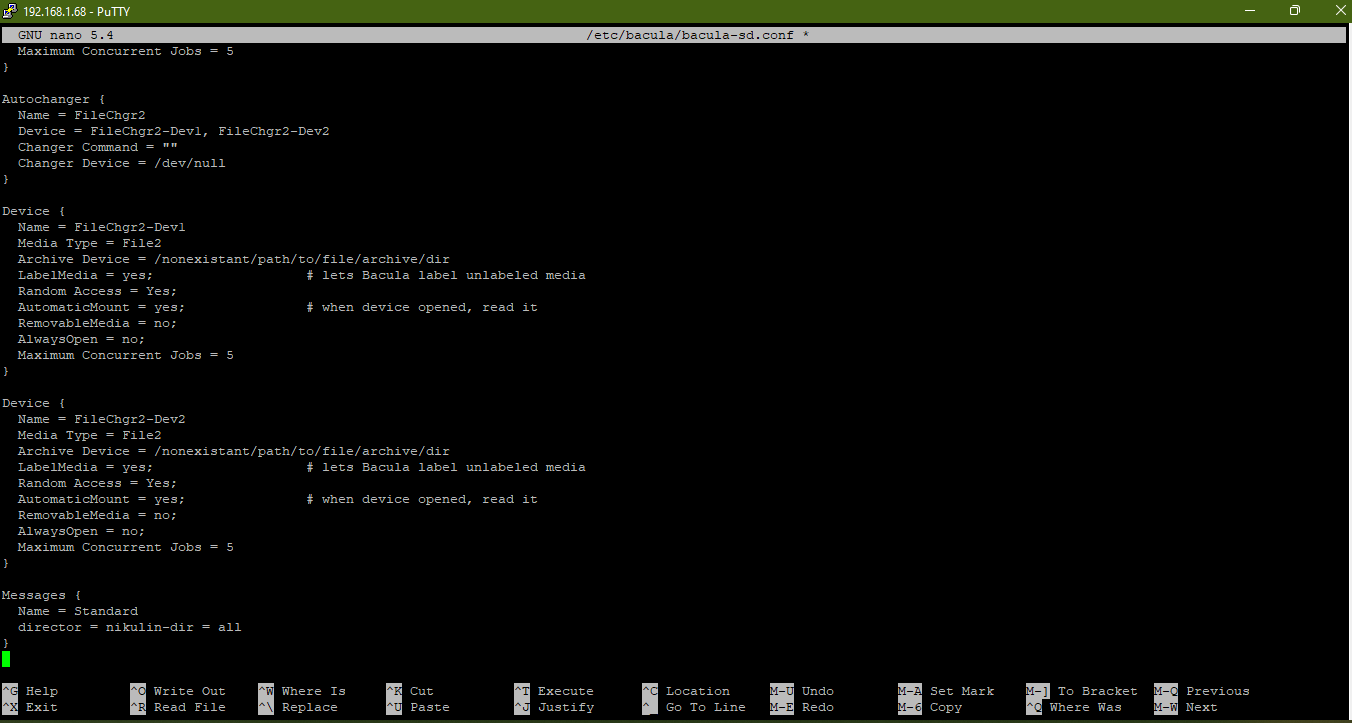 192.168.1.68 - PuTTY
GNU nano 5.4 /etc/bacula/bacula-sd.conf *
Maximum Concurrent Jobs = 5
}
Autochanger {
Name = FileChgr2
Device = FileChgr2-Dev1, FileChgr2-Dev2
Changer Command = ""
Changer Device = /dev/null
}
Device {
Name = FileChgr2-Dev1
Media Type = File2
Archive Device = /nonexistant/path/to/file/archive/dir
LabelMedia = yes; # lets Bacula label unlabeled media
Random Access = Yes;
AutomaticMount = yes; # when device opened, read it
RemovableMedia = no;
AlwaysOpen = no;
Maximum Concurrent Jobs = 5
}
Device {
Name = FileChgr2-Dev2
Media Type = File2
Archive Device = /nonexistant/path/to/file/archive/dir
LabelMedia = yes; # lets Bacula label unlabeled media
Random Access = Yes;
AutomaticMount = yes; # when device opened, read it
RemovableMedia = no;
AlwaysOpen = no;
Maximum Concurrent Jobs = 5
}
Messages {
Name = Standard
director = nikulin-dir = all
}
^G Help ^O Write Out ^W Where Is ^K Cut ^T Execute ^C Location M-U Undo M-A Set Mark M-] To Bracket M-Q Previous
^X Exit ^R Read File ^\ Replace ^U Paste ^J Justify ^_ Go To Line M-E Redo M-6 Copy ^Q Where Was M-W Next